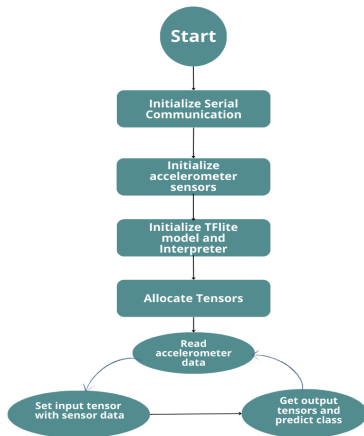 Start
Initialize Serial
Communication
Initialize
accelerometer
sensors
Initialize TFlite
model and
Interpreter
Allocate Tensors
Read
accelerometer
data
Set input tensor
with sensor data
Get output
tensors and
predict class